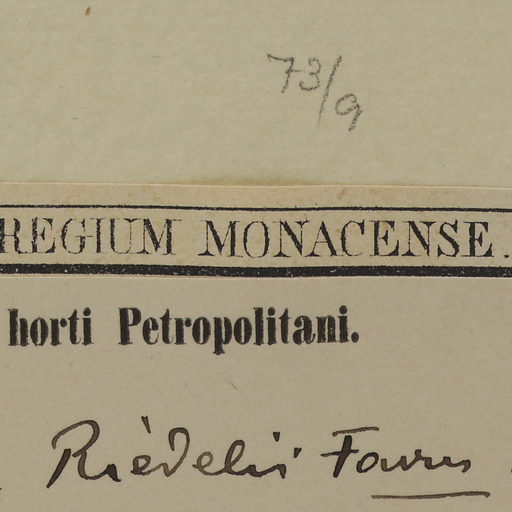 73/9
REGIUM MONACENSE.
horti Petropolitani.
Riedelii Fourn